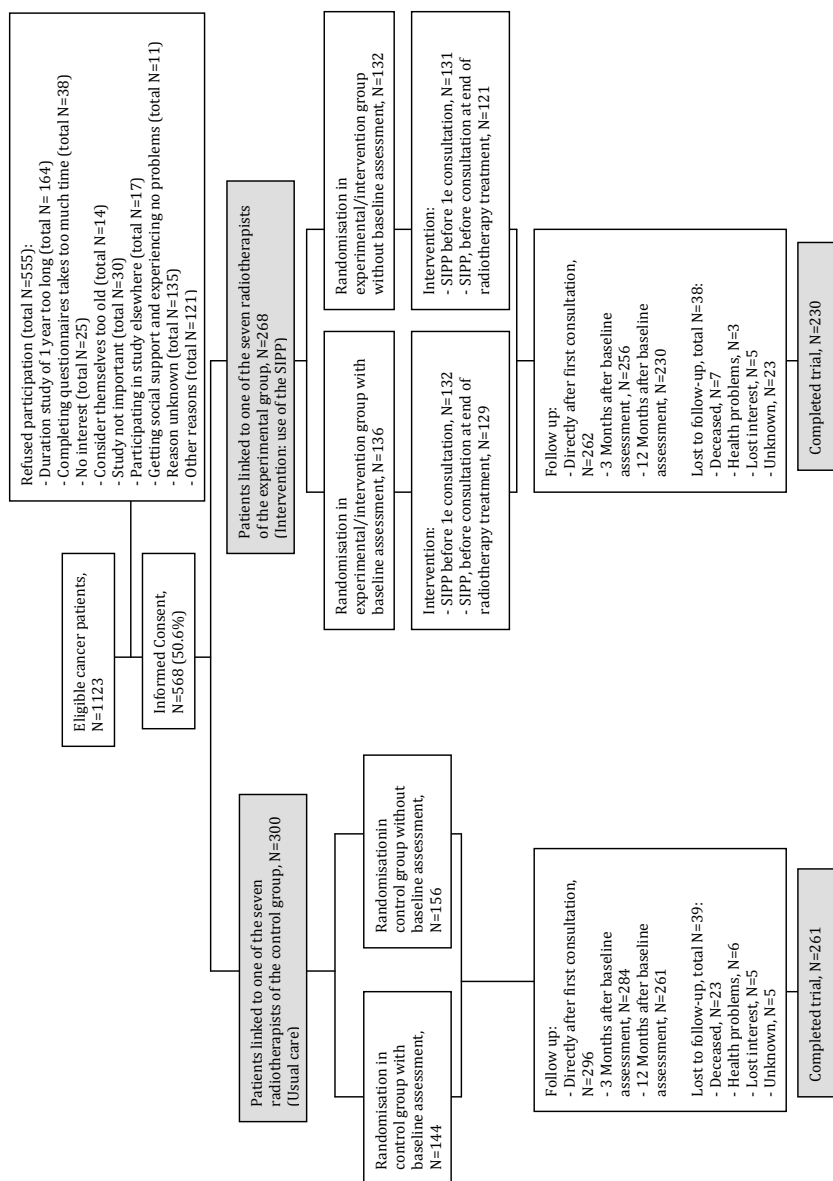 Eligible cancer patients,
N=1123
Refused participation (total N=555):
- Duration study of 1 year too long (total N= 164)
- Completing questionnaires takes too much time (total N=38)
- No interest (total N=25)
- Consider themselves too old (total N=14)
- Study not important (total N=30)
- Participating in study elsewhere (total N=17)
- Getting social support and experiencing no problems (total N=11)
- Reason unknown (total N=135)
- Other reasons (total N=121)
Informed Consent,
N=568 (50.6%)
Patients linked to one of the seven
radiotherapists of the control group, N=300
(Usual care)
Patients linked to one of the seven radiotherapists
of the experimental group, N=268
(Intervention: use of the SIPP)
Randomisation in
control group with
baseline assessment,
N=144
Randomisationin
control group without
baseline assessment,
N=156
Randomisation in
experimental/intervention group with
baseline assessment, N=136
Randomisation in
experimental/intervention group
without baseline assessment, N=132
Intervention:
- SIPP before 1e consultation, N=132
- SIPP, before consultation at end of
radiotherapy treatment, N=129
Intervention:
- SIPP before 1e consultation, N=131
- SIPP, before consultation at end of
radiotherapy treatment, N=121
Follow up:
- Directly after first consultation,
N=296
- 3 Months after baseline
assessment, N=284
- 12 Months after baseline
assessment, N=261
Lost to follow-up, total N=39:
- Deceased, N=23
- Health problems, N=6
- Lost interest, N=5
- Unknown, N=5
Follow up:
- Directly after first consultation,
N=262
- 3 Months after baseline
assessment , N=256
- 12 Months after baseline
assessment, N=230
Lost to follow-up, total N=38:
- Deceased, N=7
- Health problems, N=3
- Lost interest, N=5
- Unknown, N=23
Completed trial, N=261
Completed trial, N=230